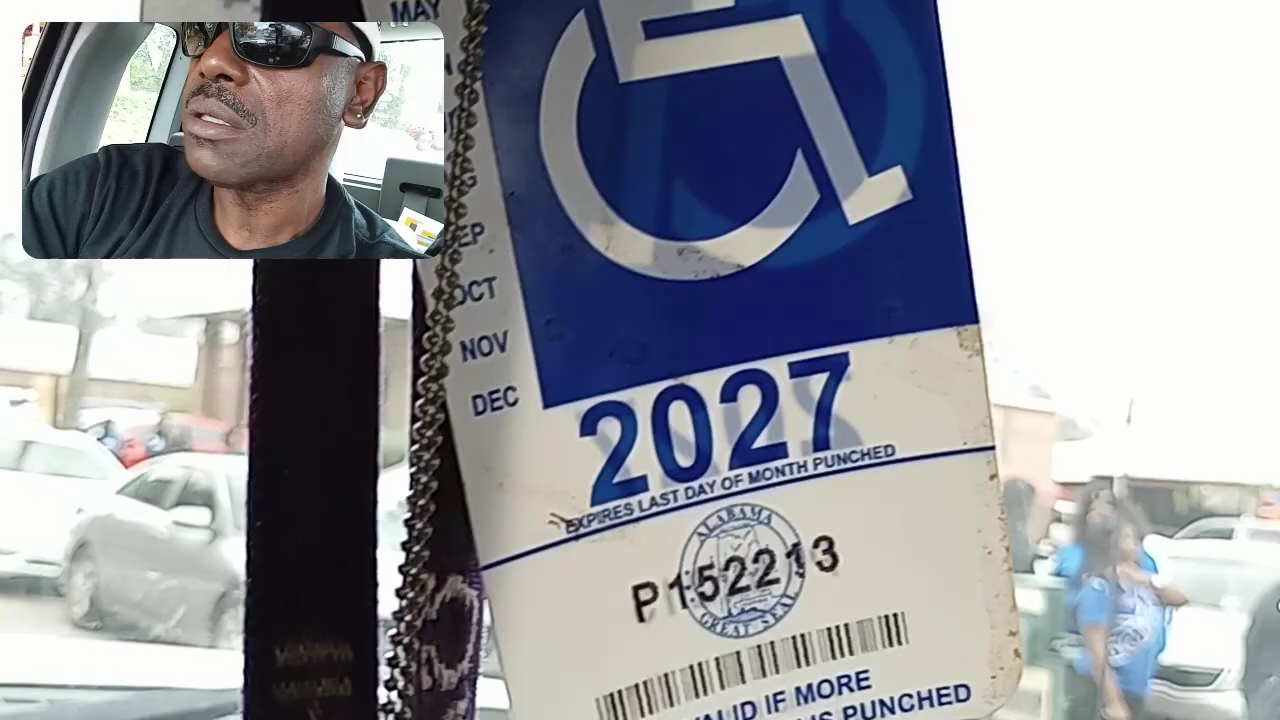 MAY
SEP
OCT
NOV
DEC
2027
EXPIRES LAST DAY OF MONTH PUNCHED
ALABAMA
P152213
GREAT SEAL
VALID IF MORE
IS PUNCHED